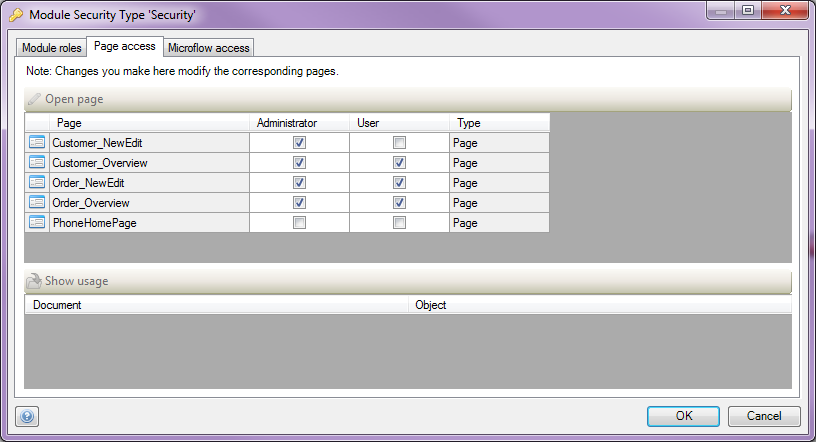 Module Security Type 'Security'
Module roles Page access Microflow access
Note: Changes you make here modify the corresponding pages.
Open page
Page Administrator User Type
Customer_NewEdit Page
Customer_Overview Page
Order_NewEdit Page
Order_Overview Page
PhoneHomePage Page
Show usage
Document Object
OK Cancel